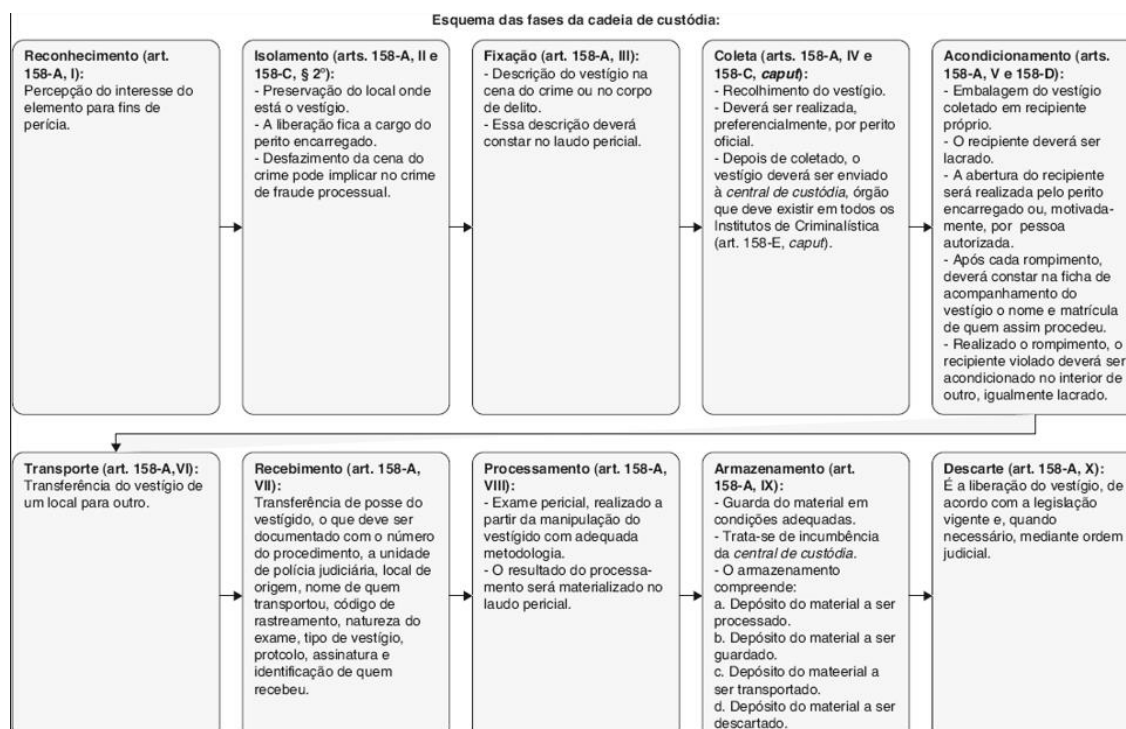 Esquema das fases da cadeia de custódia:
Reconhecimento (art.
158-A, I):
Percepção do interesse do
elemento para fins de
perícia.
Isolamento (arts. 158-A, II e
158-C, § 2º):
- Preservação do local onde
está o vestígio.
- A liberação fica a cargo do
perito encarregado.
- Desfazimento da cena do
crime pode implicar no crime
de fraude processual.
Fixação (art. 158-A, III):
- Descrição do vestígio na
cena do crime ou no corpo
de delito.
- Essa descrição deverá
constar no laudo pericial.
Coleta (arts. 158-A, IV e
158-C, caput):
- Recolhimento do vestígio.
- Deverá ser realizada,
preferencialmente, por perito
oficial.
- Depois de coletado, o
vestígio deverá ser enviado
à central de custódia, órgão
que deve existir em todos os
Institutos de Criminalística
(art. 158-E, caput).
Acondicionamento (arts.
158-A, V e 158-D):
- Embalagem do vestígio
coletado em recipiente
próprio.
- O recipiente deverá ser
lacrado.
- A abertura do recipiente
será realizada pelo perito
encarregado ou, motivada-
mente, por pessoa
autorizada.
- Após cada rompimento,
deverá constar na ficha de
acompanhamento do
vestígio o nome e matrícula
de quem assim procedeu.
- Realizado o rompimento, o
recipiente violado deverá ser
acondicionado no interior de
outro, igualmente lacrado.
Transporte (art. 158-A,VI):
Transferência do vestígio de
um local para outro.
Recebimento (art. 158-A,
VII):
Transferência de posse do
vestígido, o que deve ser
documentado com o número
do procedimento, a unidade
de polícia judiciária, local de
origem, nome de quem
transportou, código de
rastreamento, natureza do
exame, tipo de vestígio,
protcolo, assinatura e
identificação de quem
recebeu.
Processamento (art. 158-A,
VIII):
- Exame pericial, realizado a
partir da manipulação do
vestígido com adequada
metodologia.
- O resultado do processa-
mento será materializado no
laudo pericial.
Armazenamento (art.
158-A, IX):
- Guarda do material em
condições adequadas.
- Trata-se de incumbência
da central de custódia.
- O armazenamento
compreende:
a. Depósito do material a ser
processado.
b. Depósito do material a ser
guardado.
c. Depósito do mateerial a
ser transportado.
d. Depósito do material a ser
descartado.
Descarte (art. 158-A, X):
É a liberação do vestígio, de
acordo com a legislação
vigente e, quando
necessário, mediante ordem
judicial.